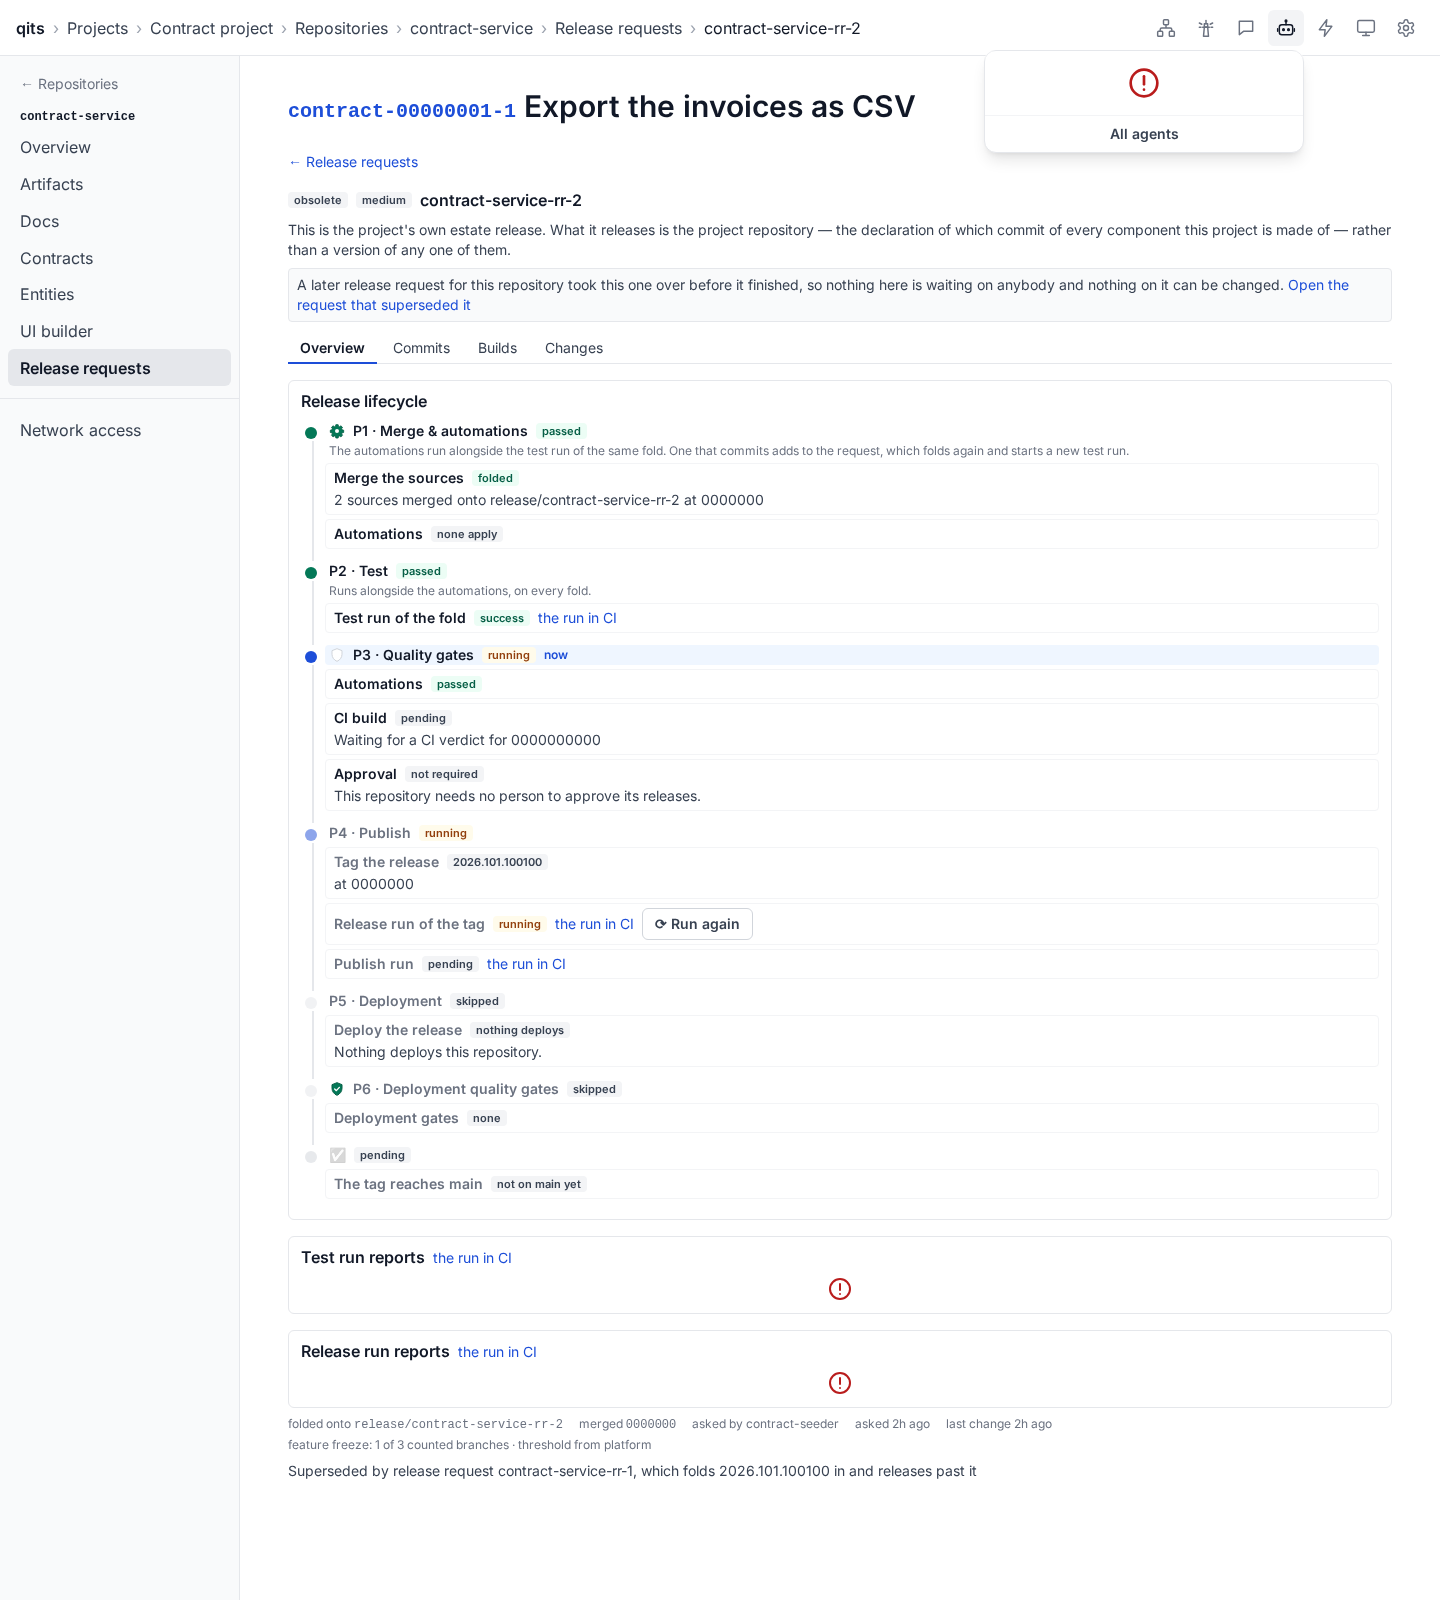 qits › Projects › Contract project › Repositories › contract-service › Release requests › contract-service-rr-2
All agents
← Repositories
contract-service
Overview
Artifacts
Docs
Contracts
Entities
UI builder
Release requests
Network access
contract-00000001-1 Export the invoices as CSV
← Release requests
obsolete medium contract-service-rr-2
This is the project's own estate release. What it releases is the project repository — the declaration of which commit of every component this project is made of — rather
than a version of any one of them.
A later release request for this repository took this one over before it finished, so nothing here is waiting on anybody and nothing on it can be changed. Open the
request that superseded it
Overview Commits Builds Changes
Release lifecycle
P1 · Merge & automations passed
The automations run alongside the test run of the same fold. One that commits adds to the request, which folds again and starts a new test run.
Merge the sources folded
2 sources merged onto release/contract-service-rr-2 at 0000000
Automations none apply
P2 · Test passed
Runs alongside the automations, on every fold.
Test run of the fold success the run in CI
P3 · Quality gates running now
Automations passed
CI build pending
Waiting for a CI verdict for 0000000000
Approval not required
This repository needs no person to approve its releases.
P4 · Publish running
Tag the release 2026.101.100100
at 0000000
Release run of the tag running the run in CI ⟳ Run again
Publish run pending the run in CI
P5 · Deployment skipped
Deploy the release nothing deploys
Nothing deploys this repository.
P6 · Deployment quality gates skipped
Deployment gates none
☑ pending
The tag reaches main not on main yet
Test run reports the run in CI
Release run reports the run in CI
folded onto release/contract-service-rr-2 merged 0000000 asked by contract-seeder asked 2h ago last change 2h ago
feature freeze: 1 of 3 counted branches · threshold from platform
Superseded by release request contract-service-rr-1, which folds 2026.101.100100 in and releases past it